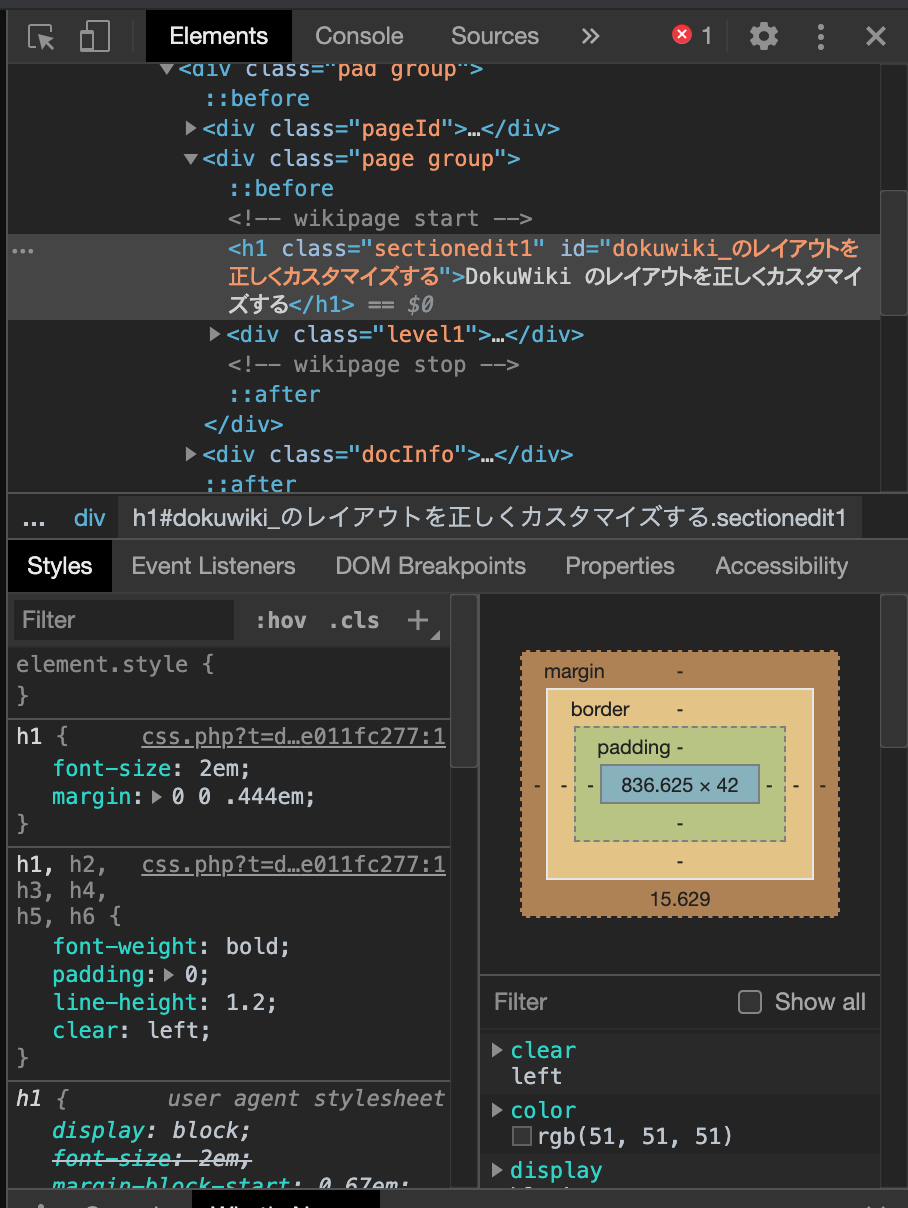 Elements Console Sources » 1
<div class="pad group">
::before
<div class="pageId">…</div>
<div class="page group">
::before
<!-- wikipage start -->
<h1 class="sectionedit1" id="dokuwiki_のレイアウトを
正しくカスタマイズする">DokuWiki のレイアウトを正しくカスタマイ
ズする</h1> == $0
<div class="level1">…</div>
<!-- wikipage stop -->
::after
</div>
<div class="docInfo">…</div>
::after
... div h1#dokuwiki_のレイアウトを正しくカスタマイズする.sectionedit1
Styles Event Listeners DOM Breakpoints Properties Accessibility
Filter :hov .cls +
element.style {
}
h1 { css.php?t=d…e011fc277:1
font-size: 2em;
margin: 0 0 .444em;
}
h1, h2, css.php?t=d…e011fc277:1
h3, h4,
h5, h6 {
font-weight: bold;
padding: 0;
line-height: 1.2;
clear: left;
}
h1 { user agent stylesheet
display: block;
font-size: 2em;
margin-block-start: 0.67em;
margin -
border -
padding -
- - - 836.625 × 42 - - -
-
-
15.629
Filter Show all
clear
left
color
rgb(51, 51, 51)
display